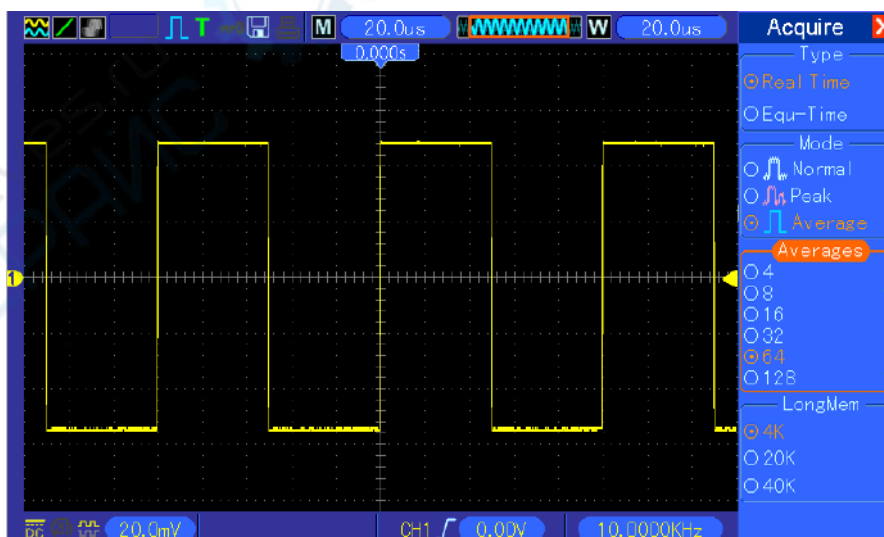 T M 20.0us W 20.0us Acquire
0.000s
Type
Real Time
Equ-Time
Mode
Normal
Peak
Average
Averages
4
8
16
32
64
128
LongMem
4K
20K
40K
1
DC 20.0mV CH1 0.00V 10.0000KHz